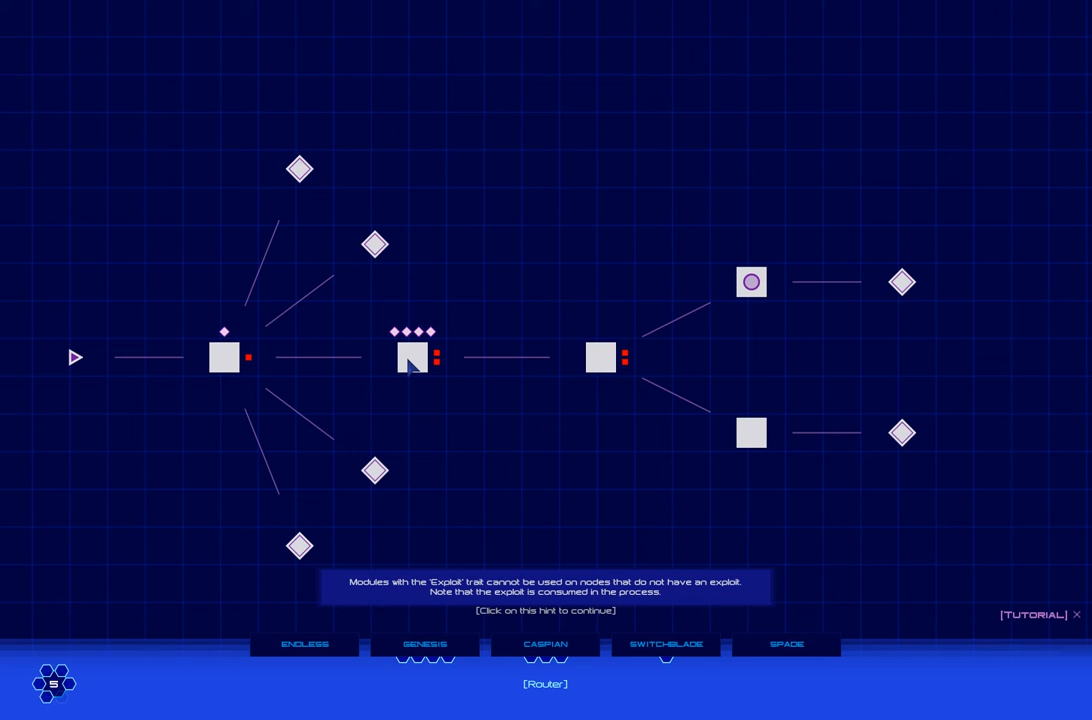 Modules with the 'Exploit' trait cannot be used on nodes that do not have an exploit.
Note that the exploit is consumed in the process.
[Click on this hint to continue]
[TUTORIAL] ×
ENDLESS GENESIS CASPIAN SWITCHBLADE SPADE
5
[Router]